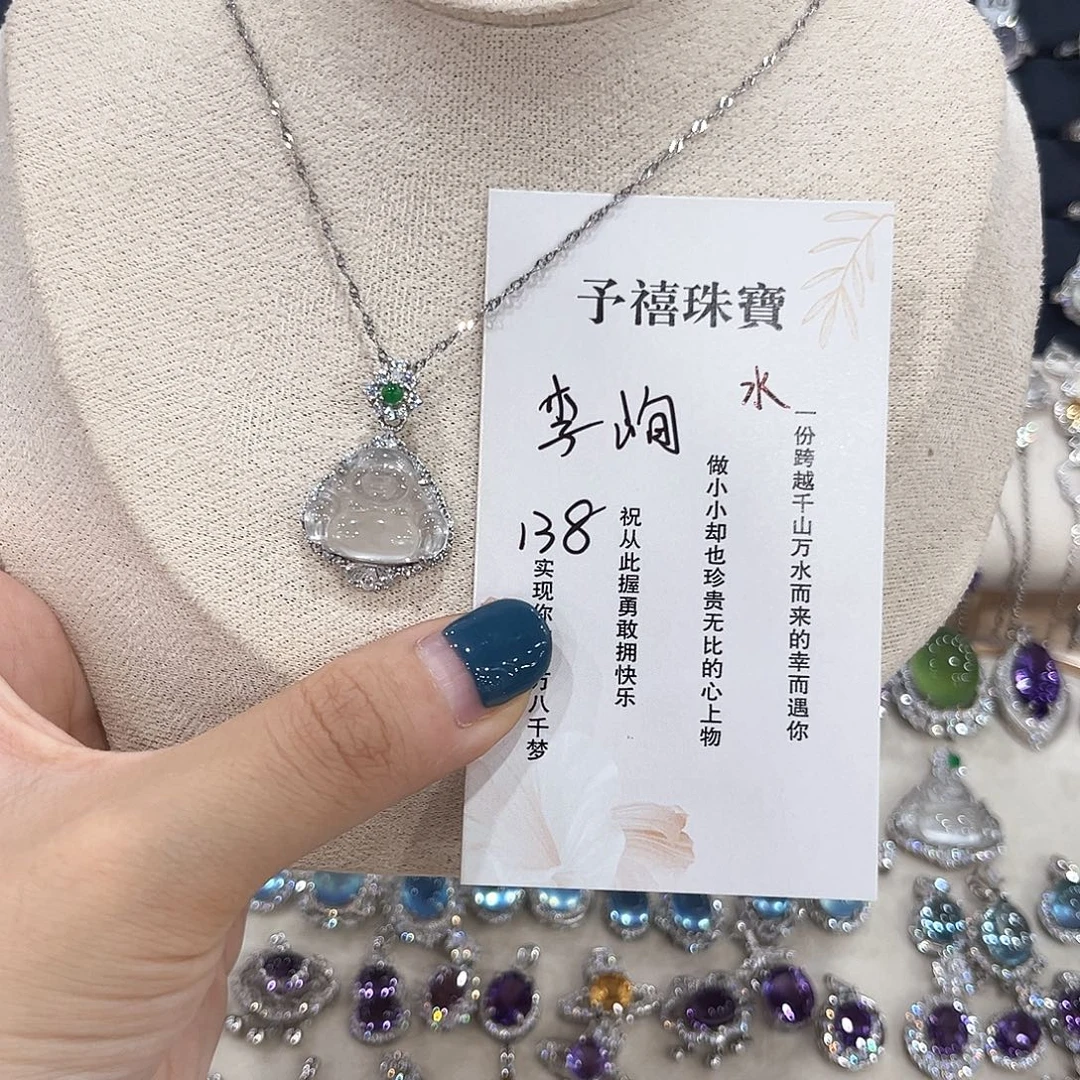 予禧珠寶
李峋
水
138
一份跨越千山万水而来的幸而遇你
做小小却也珍贵无比的心上物
祝从此握勇敢拥快乐
实现你万八千梦